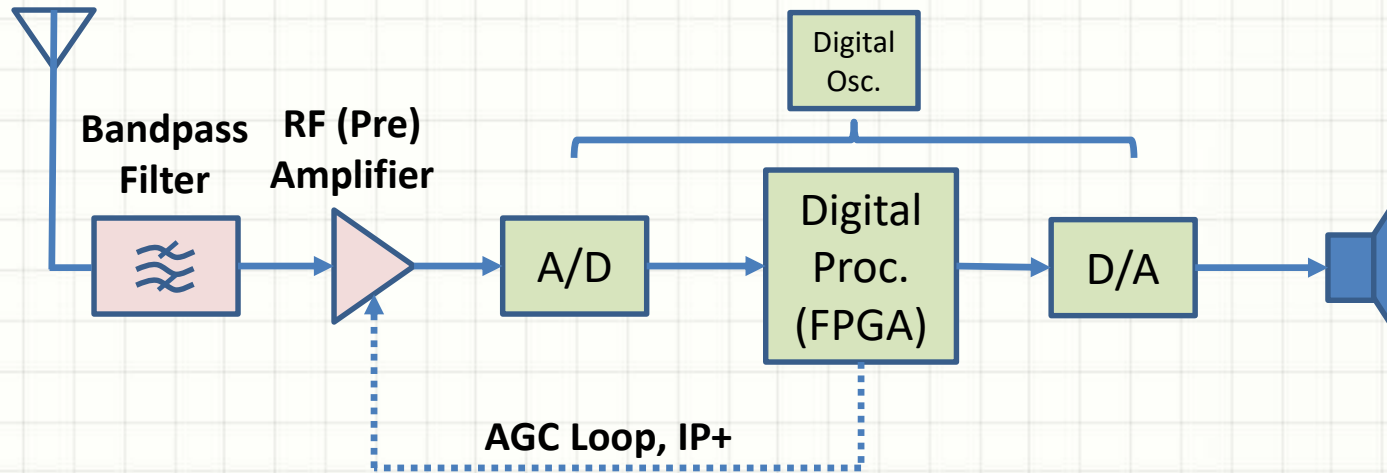 Digital
Osc.
Bandpass
Filter
RF (Pre)
Amplifier
A/D
Digital
Proc.
(FPGA)
D/A
AGC Loop, IP+